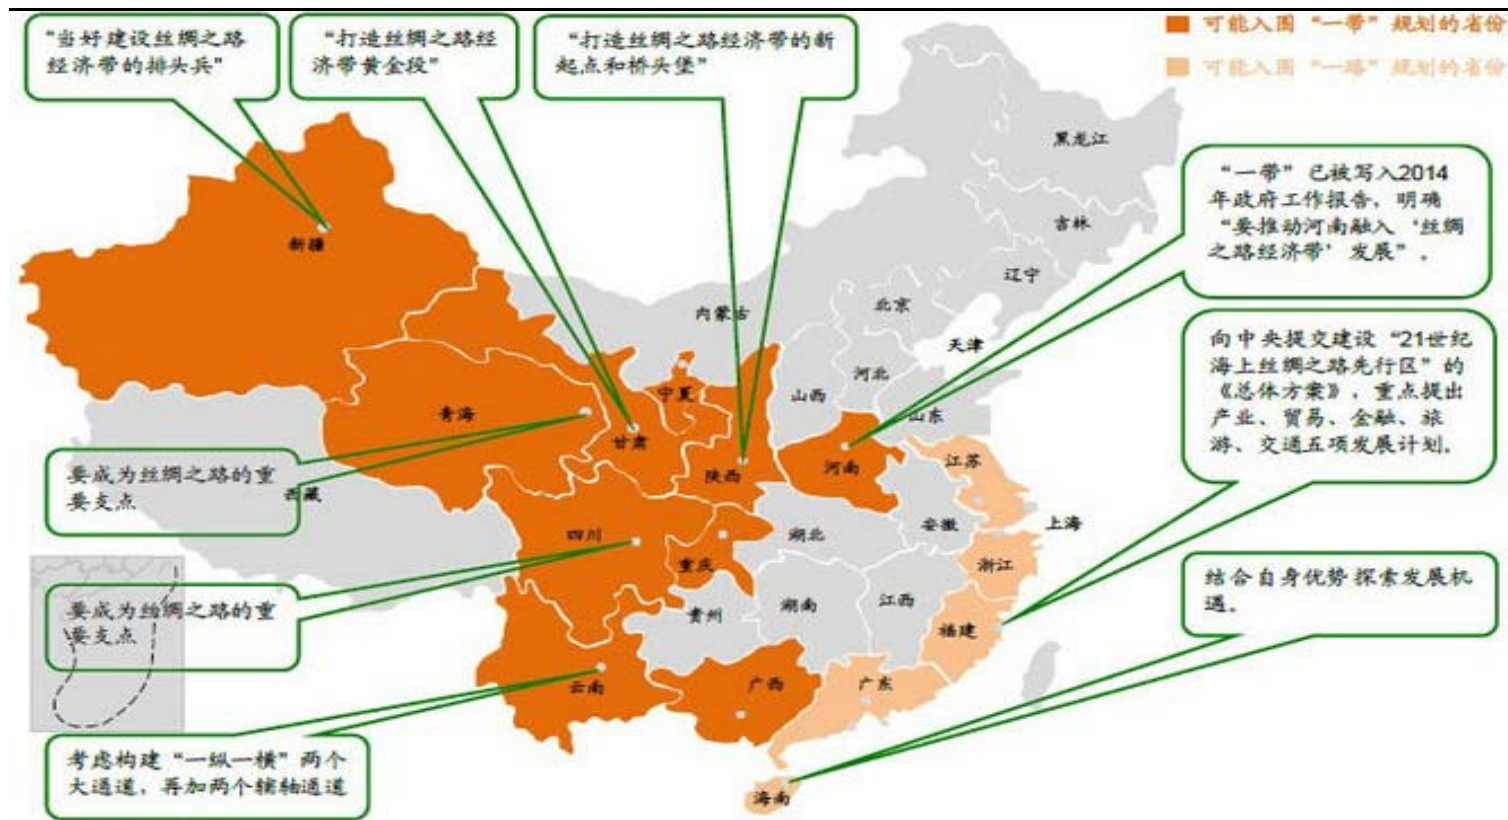 “当好建设丝绸之路
经济带的排头兵”
“打造丝绸之路经
济带黄金段”
“打造丝绸之路经济带的新
起点和桥头堡”
可能入围“一带”规划的省份
可能入围“一路”规划的省份
“一带”已被写入2014
年政府工作报告，明确
“要推动河南融入‘丝绸
之路经济带’发展”。
向中央提交建设“21世纪
海上丝绸之路先行区”的
《总体方案》，重点提出
产业、贸易、金融、旅
游、交通五项发展计划。
结合自身优势探索发展机
遇。
要成为丝绸之路的重
要支点
要成为丝绸之路的重
要支点
考虑构建“一纵一横”两个
大通道，再加两个辅轴通道
黑龙江
吉林
辽宁
新疆
内蒙古
北京
天津
河北
山西
山东
宁夏
青海
甘肃
陕西
河南
江苏
西藏
四川
重庆
湖北
安徽
上海
浙江
贵州
湖南
江西
福建
云南
广西
广东
海南